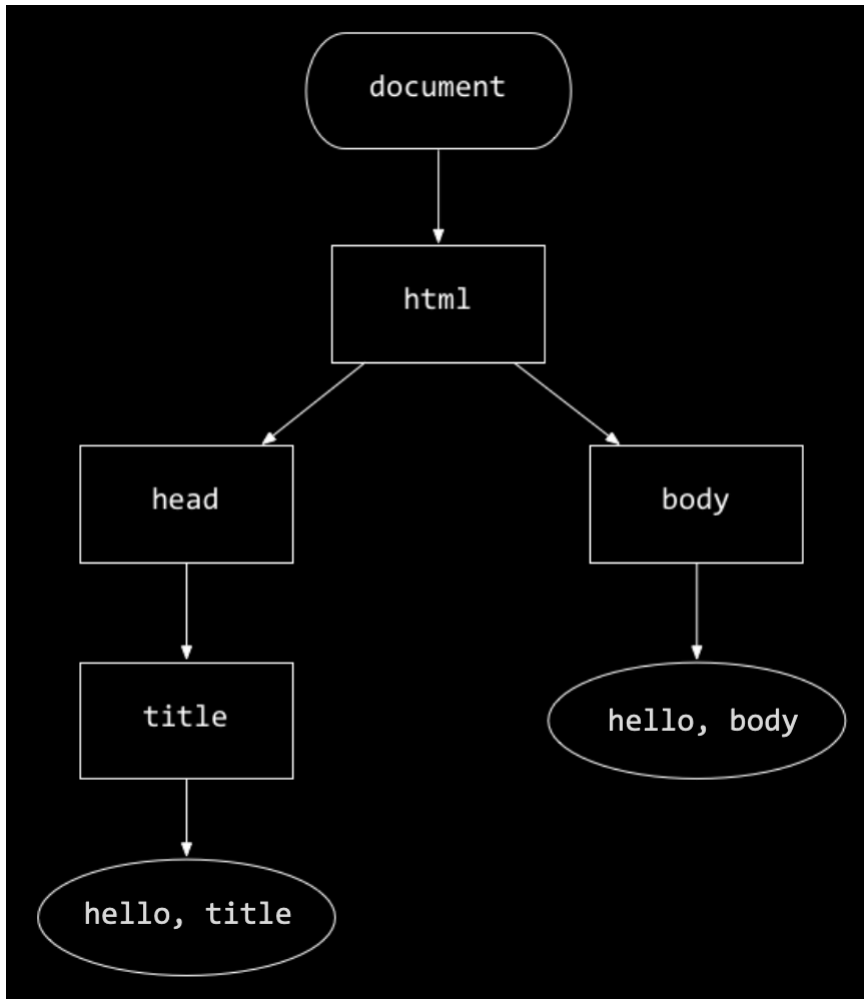 document
html
head
body
title
hello, body
hello, title